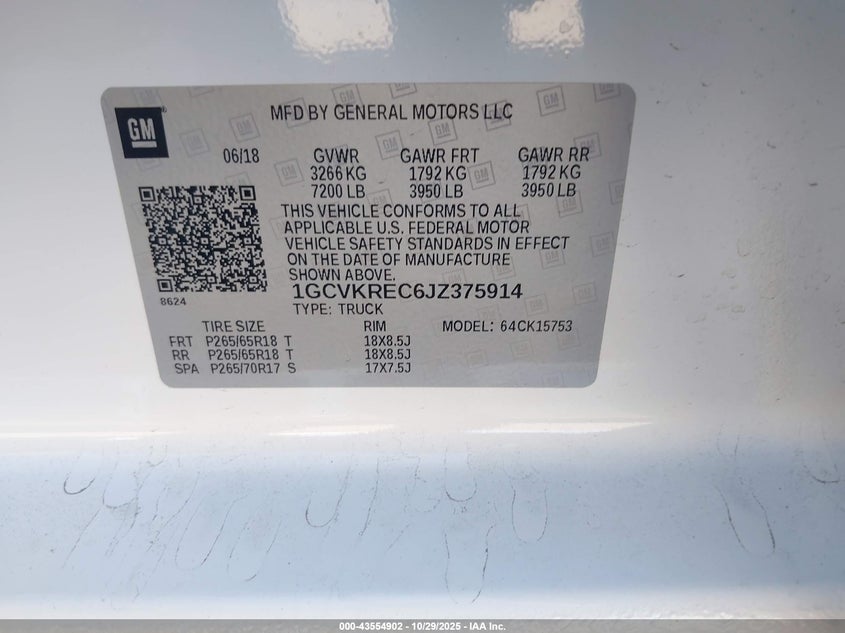 GM
MFD BY GENERAL MOTORS LLC
06/18 GVWR GAWR FRT GAWR RR
3266 KG 1792 KG 1792 KG
7200 LB 3950 LB 3950 LB
THIS VEHICLE CONFORMS TO ALL
APPLICABLE U.S. FEDERAL MOTOR
VEHICLE SAFETY STANDARDS IN EFFECT
ON THE DATE OF MANUFACTURE
SHOWN ABOVE.
8624
1GCVKREC6JZ375914
TYPE: TRUCK
TIRE SIZE RIM MODEL: 64CK15753
FRT P265/65R18 T 18X8.5J
RR P265/65R18 T 18X8.5J
SPA P265/70R17 S 17X7.5J
000-43554902 - 10/29/2025 - IAA Inc.